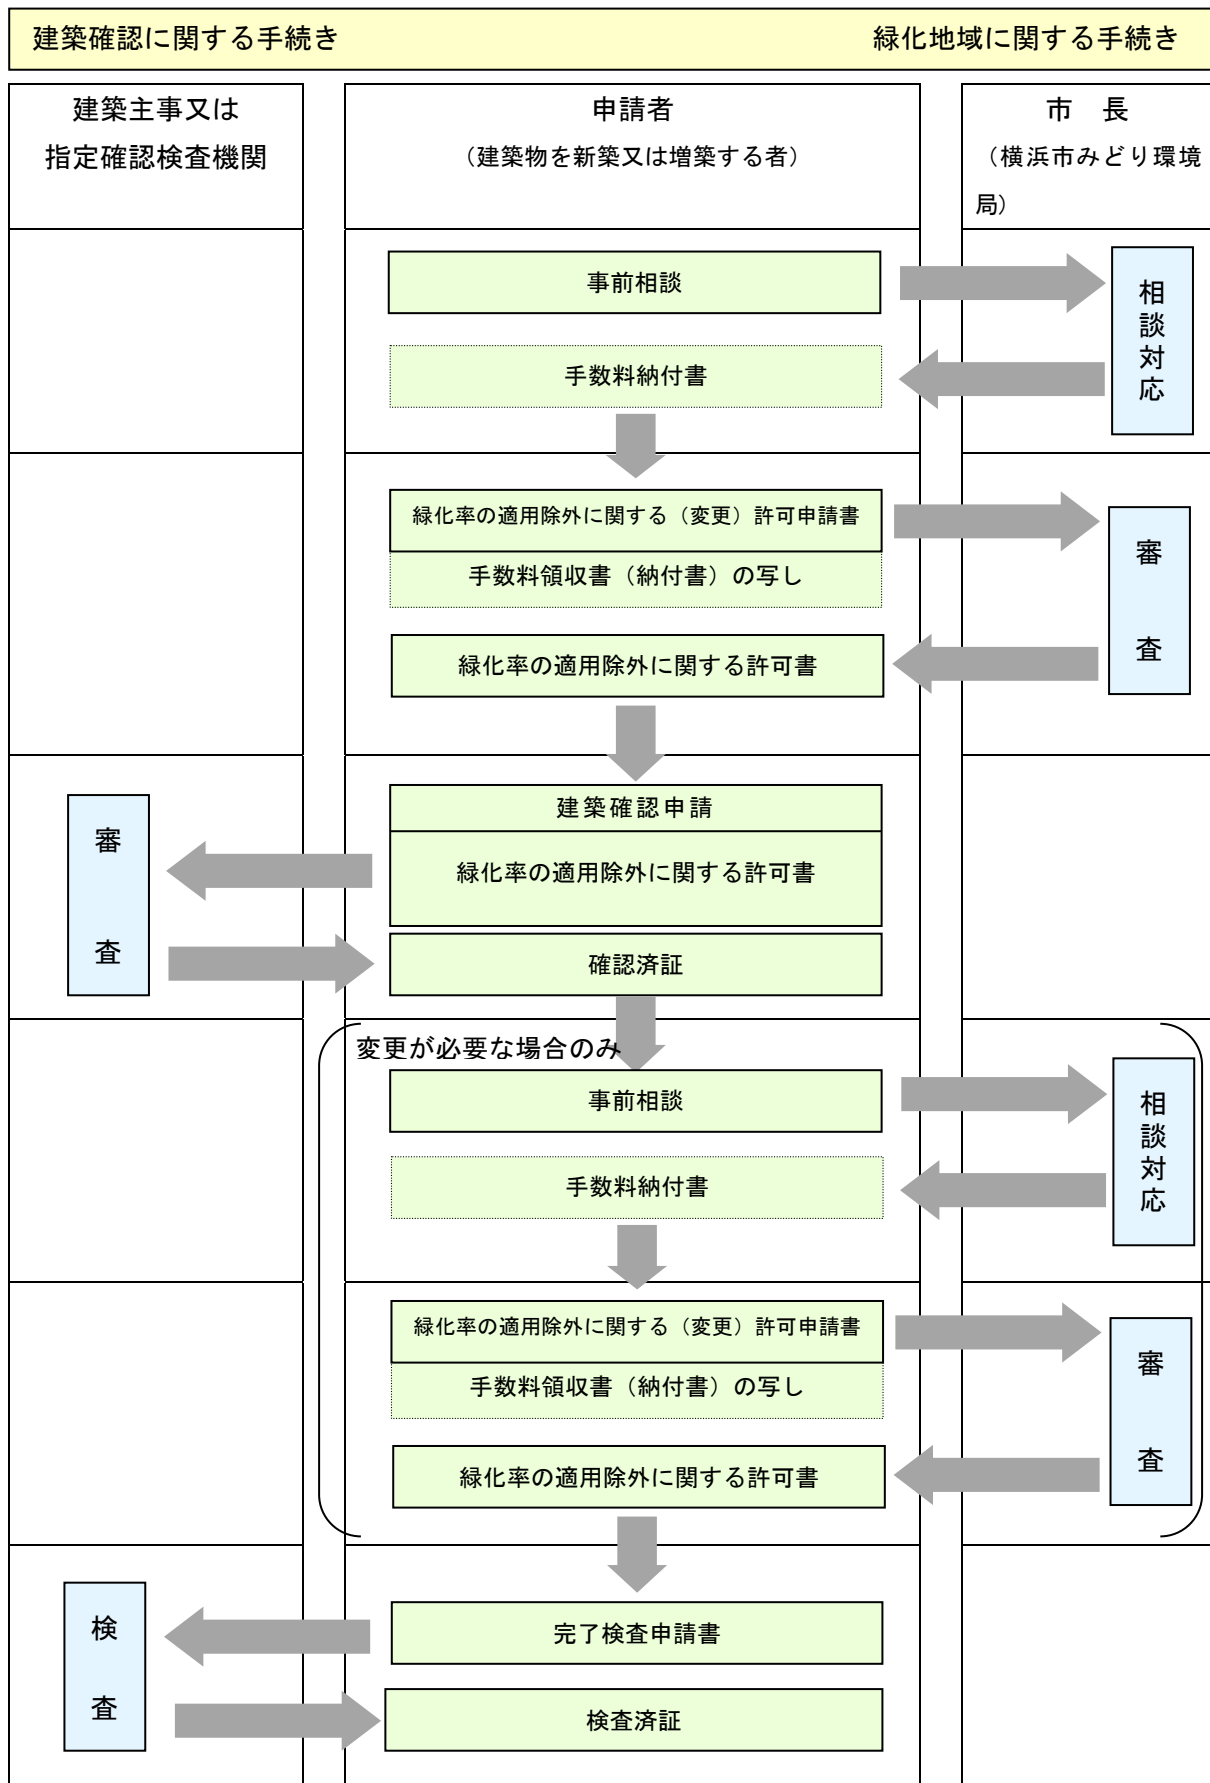 建築確認に関する手続き
緑化地域に関する手続き
建築主事又は
指定確認検査機関
申請者
（建築物を新築又は増築する者）
市　長
（横浜市みどり環境
局）
事前相談
相談対応
手数料納付書
緑化率の適用除外に関する（変更）許可申請書
手数料領収書（納付書）の写し
審査
緑化率の適用除外に関する許可書
建築確認申請
審査
緑化率の適用除外に関する許可書
確認済証
変更が必要な場合のみ
事前相談
相談対応
手数料納付書
緑化率の適用除外に関する（変更）許可申請書
手数料領収書（納付書）の写し
審査
緑化率の適用除外に関する許可書
検査
完了検査申請書
検査済証